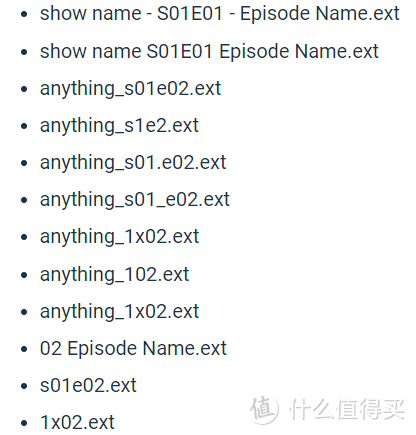 show name - S01E01 - Episode Name.ext
show name S01E01 Episode Name.ext
anything_s01e02.ext
anything_s1e2.ext
anything_s01.e02.ext
anything_s01_e02.ext
anything_1x02.ext
anything_102.ext
anything_1x02.ext
02 Episode Name.ext
s01e02.ext
1x02.ext
值 什么值得买